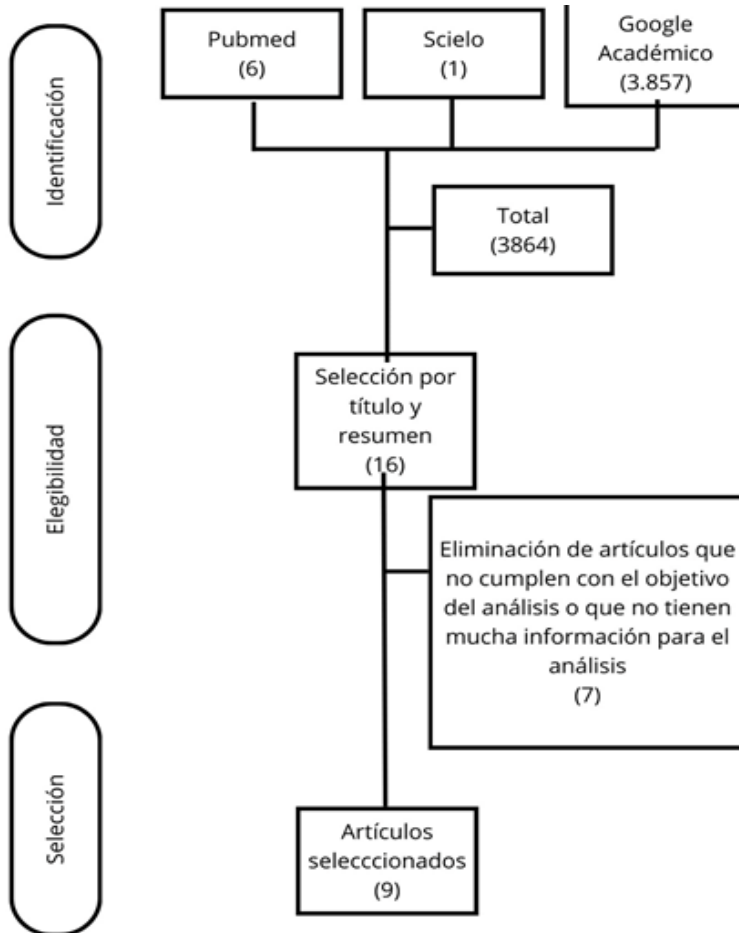 Identificación
Pubmed
(6)
Scielo
(1)
Google
Académico
(3.857)
Total
(3864)
Elegibilidad
Selección por
título y
resumen
(16)
Eliminación de artículos que
no cumplen con el objetivo
del análisis o que no tienen
mucha información para el
análisis
(7)
Selección
Artículos
selecccionados
(9)